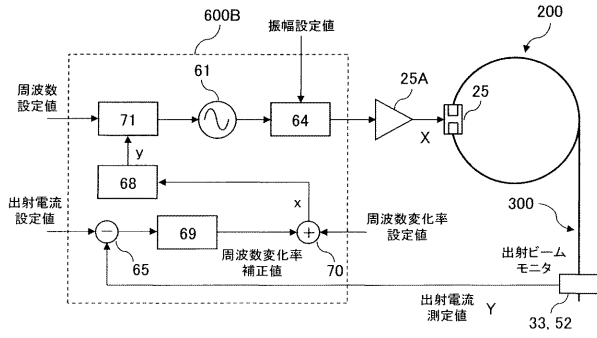 600B
振幅設定値
200
周波数
設定値
61
25A
25
71
64
X
y
68
x
出射電流
設定値
69
周波数変化率
設定値
300
65
周波数変化率
補正値
70
出射ビーム
モニタ
出射電流
測定値
Y
33, 52